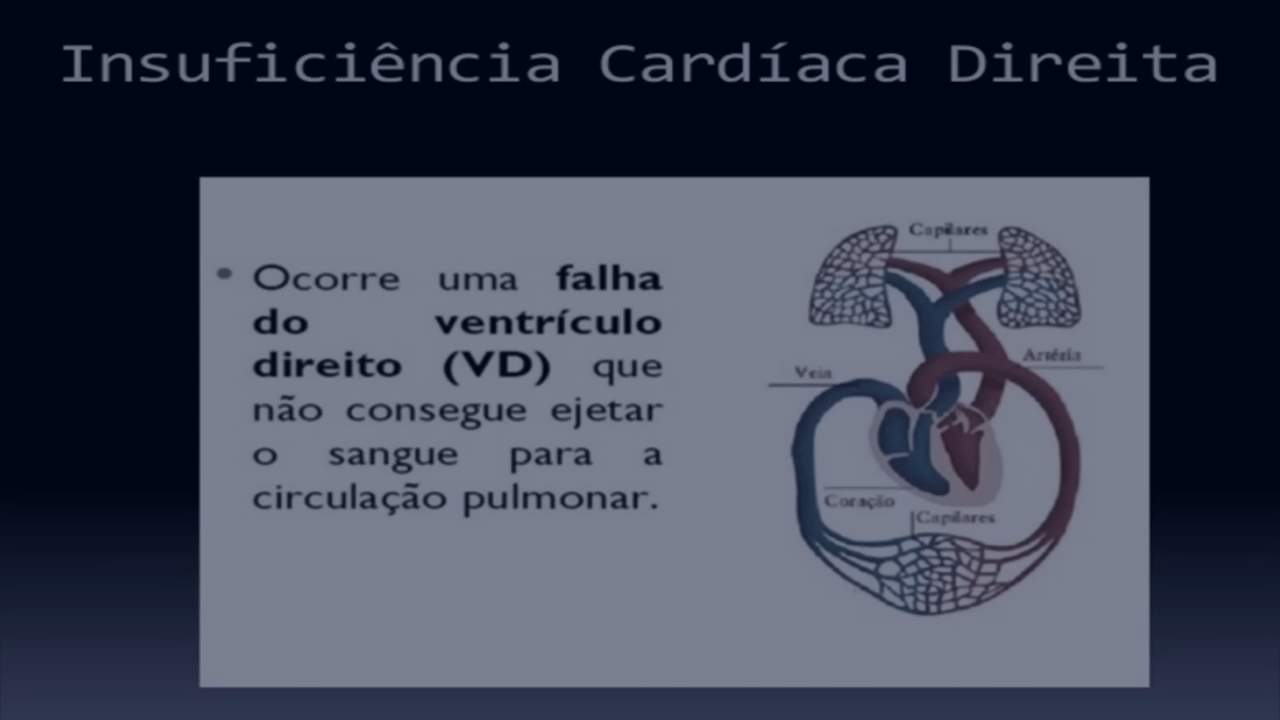 Insuficiência Cardíaca Direita
• Ocorre uma falha
do ventrículo
direito (VD) que
não consegue ejetar
o sangue para a
circulação pulmonar.
Capilares
Artéria
Veia
Coração
Capilares